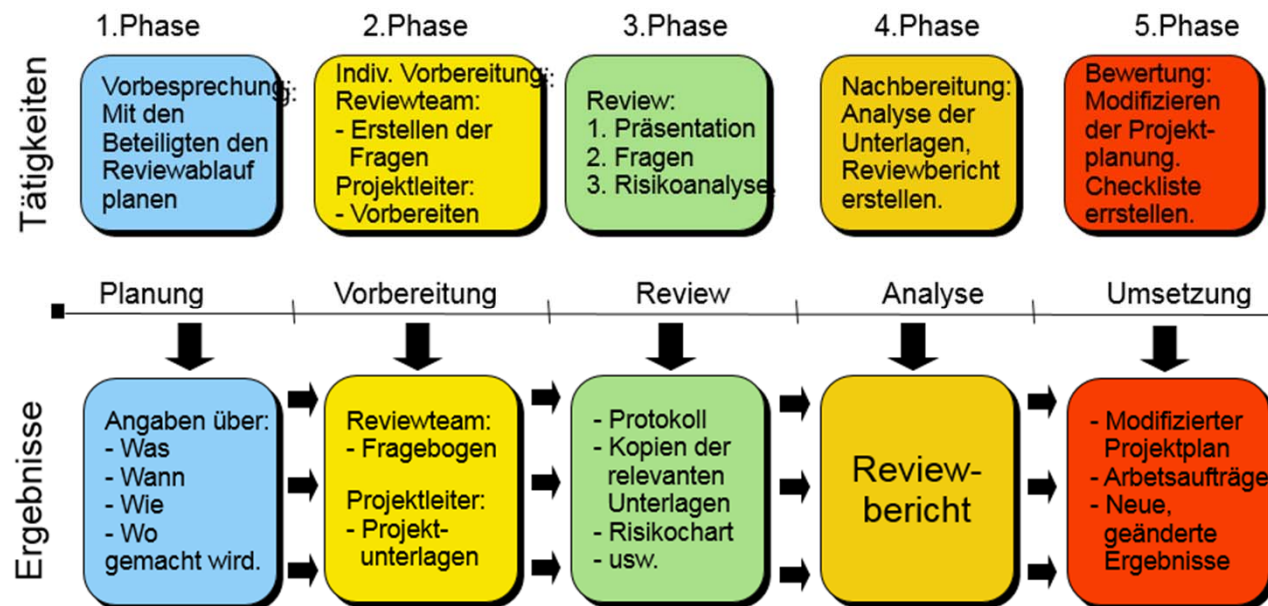 1.Phase
2.Phase
3.Phase
4.Phase
5.Phase
Tätigkeiten
Vorbesprechung:
Mit den
Beteiligten den
Reviewablauf
planen
Indiv. Vorbereitung:
Reviewteam:
- Erstellen der
Fragen
Projektleiter:
- Vorbereiten
Review:
1. Präsentation
2. Fragen
3. Risikoanalyse
Nachbereitung:
Analyse der
Unterlagen,
Reviewbericht
erstellen.
Bewertung:
Modifizieren
der Projekt-
planung.
Checkliste
errstellen.
Planung
Vorbereitung
Review
Analyse
Umsetzung
Ergebnisse
Angaben über:
- Was
- Wann
- Wie
- Wo
gemacht wird.
Reviewteam:
- Fragebogen
Projektleiter:
- Projekt-
unterlagen
- Protokoll
- Kopien der
relevanten
Unterlagen
- Risikochart
- usw.
Review-
bericht
- Modifizierter
Projektplan
- Arbeitsaufträge
- Neue,
geänderte
Ergebnisse